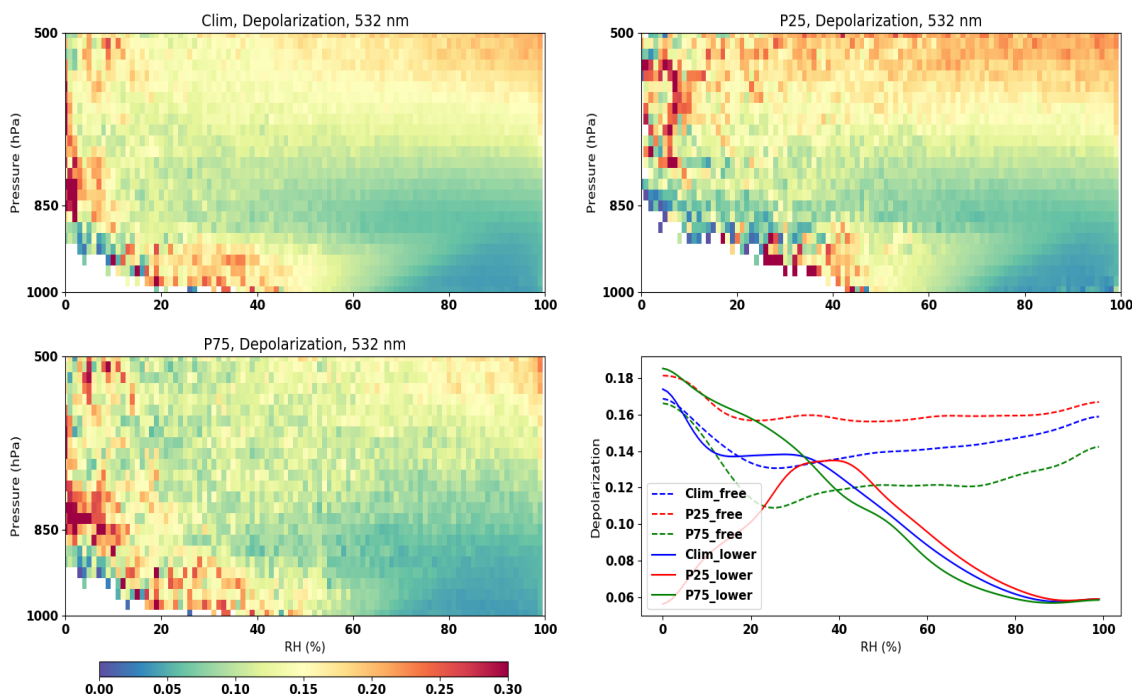 Clim, Depolarization, 532 nm
500
850
1000
Pressure (hPa)
0 20 40 60 80 100
P25, Depolarization, 532 nm
500
850
1000
Pressure (hPa)
0 20 40 60 80 100
P75, Depolarization, 532 nm
500
850
1000
Pressure (hPa)
0 20 40 60 80 100
RH (%)
0.00 0.05 0.10 0.15 0.20 0.25 0.30
0.18
0.16
0.14
0.12
0.10
0.08
0.06
Depolarization
Clim_free
P25_free
P75_free
Clim_lower
P25_lower
P75_lower
0 20 40 60 80 100
RH (%)